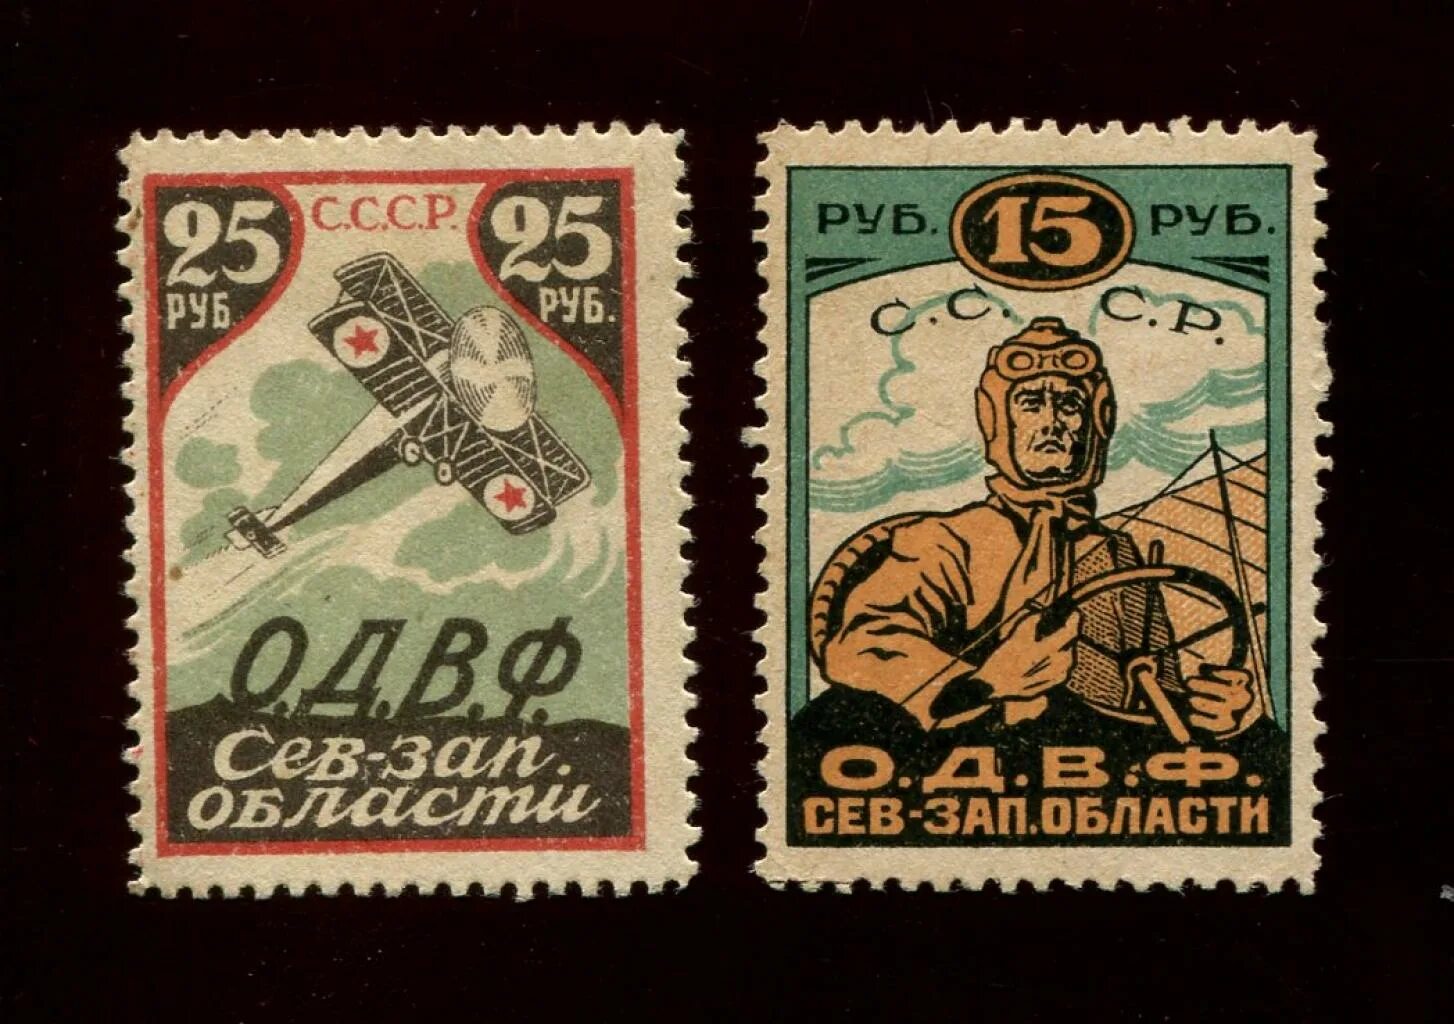 25 С.С.С.Р. 25
РУБ. РУБ.
О.Д.В.Ф.
Сев-зап.
области
РУБ. 15 РУБ.
С.С.С.Р.
О.Д.В.Ф.
СЕВ-ЗАП.ОБЛАСТИ